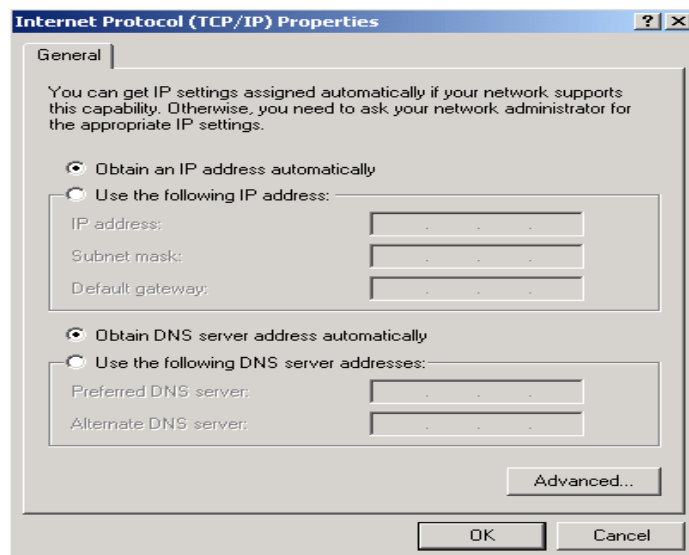 Internet Protocol (TCP/IP) Properties
General
You can get IP settings assigned automatically if your network supports
this capability. Otherwise, you need to ask your network administrator for
the appropriate IP settings.
Obtain an IP address automatically
Use the following IP address:
IP address:
Subnet mask:
Default gateway:
Obtain DNS server address automatically
Use the following DNS server addresses:
Preferred DNS server:
Alternate DNS server:
Advanced...
OK Cancel